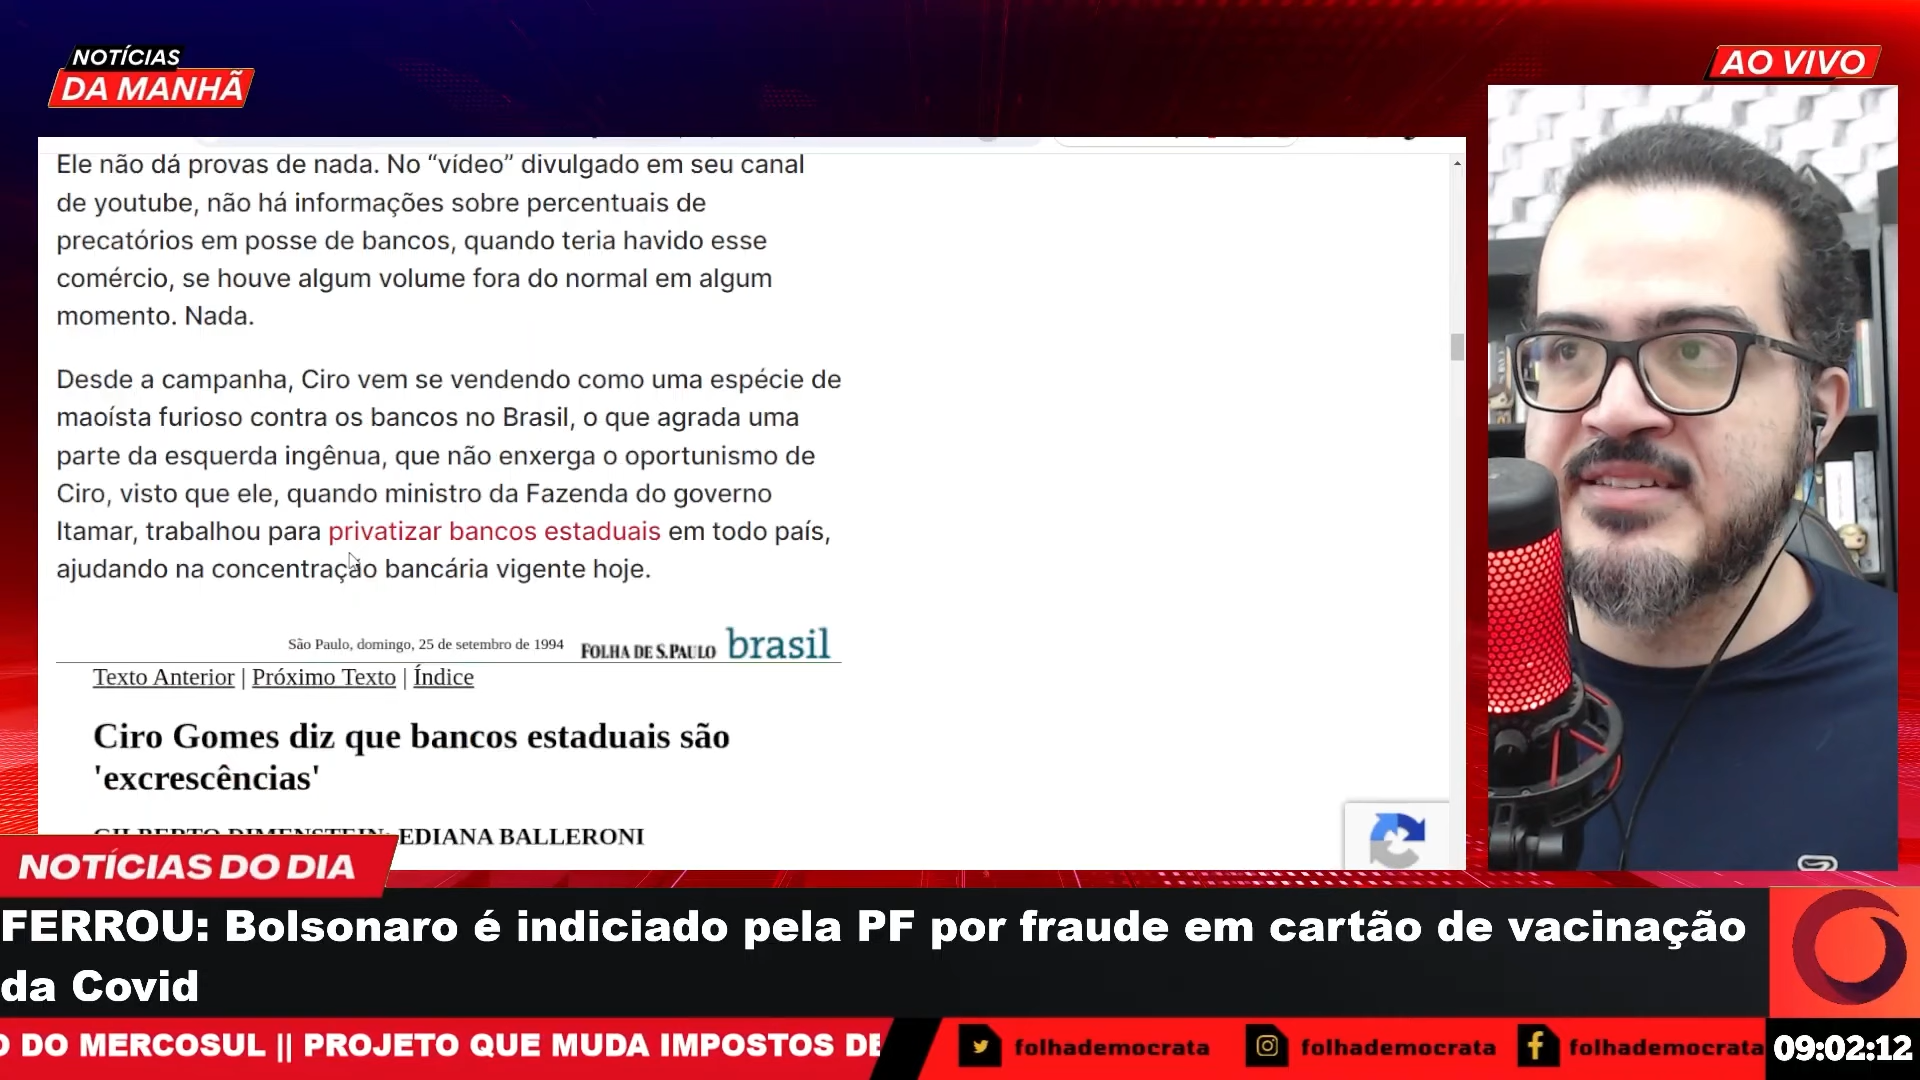 NOTÍCIAS
DA MANHÃ
AO VIVO
Ele não dá provas de nada. No “vídeo” divulgado em seu canal
de youtube, não há informações sobre percentuais de
precatórios em posse de bancos, quando teria havido esse
comércio, se houve algum volume fora do normal em algum
momento. Nada.
Desde a campanha, Ciro vem se vendendo como uma espécie de
maoísta furioso contra os bancos no Brasil, o que agrada uma
parte da esquerda ingênua, que não enxerga o oportunismo de
Ciro, visto que ele, quando ministro da Fazenda do governo
Itamar, trabalhou para privatizar bancos estaduais em todo país,
ajudando na concentração bancária vigente hoje.
São Paulo, domingo, 25 de setembro de 1994 FOLHA DE S.PAULO brasil
Texto Anterior | Próximo Texto | Índice
Ciro Gomes diz que bancos estaduais são
'excrescências'
GILBERTO DIMENSTEIN; EDIANA BALLERONI
NOTÍCIAS DO DIA
FERROU: Bolsonaro é indiciado pela PF por fraude em cartão de vacinação
da Covid
O DO MERCOSUL || PROJETO QUE MUDA IMPOSTOS DE
folhademocrata
folhademocrata
folhademocrata
09:02:12